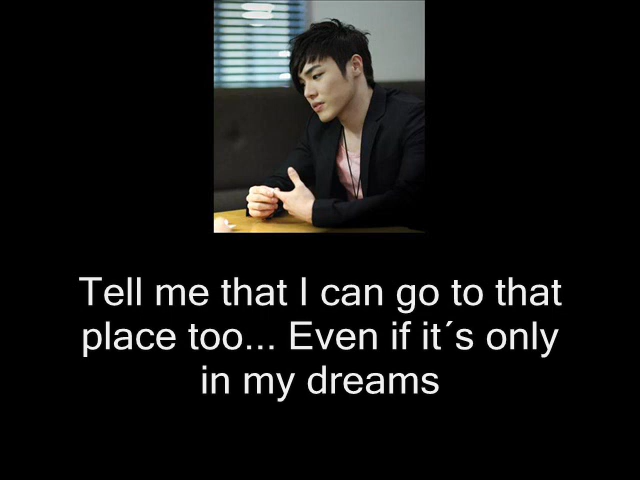 Tell me that I can go to that
place too... Even if it´s only
in my dreams